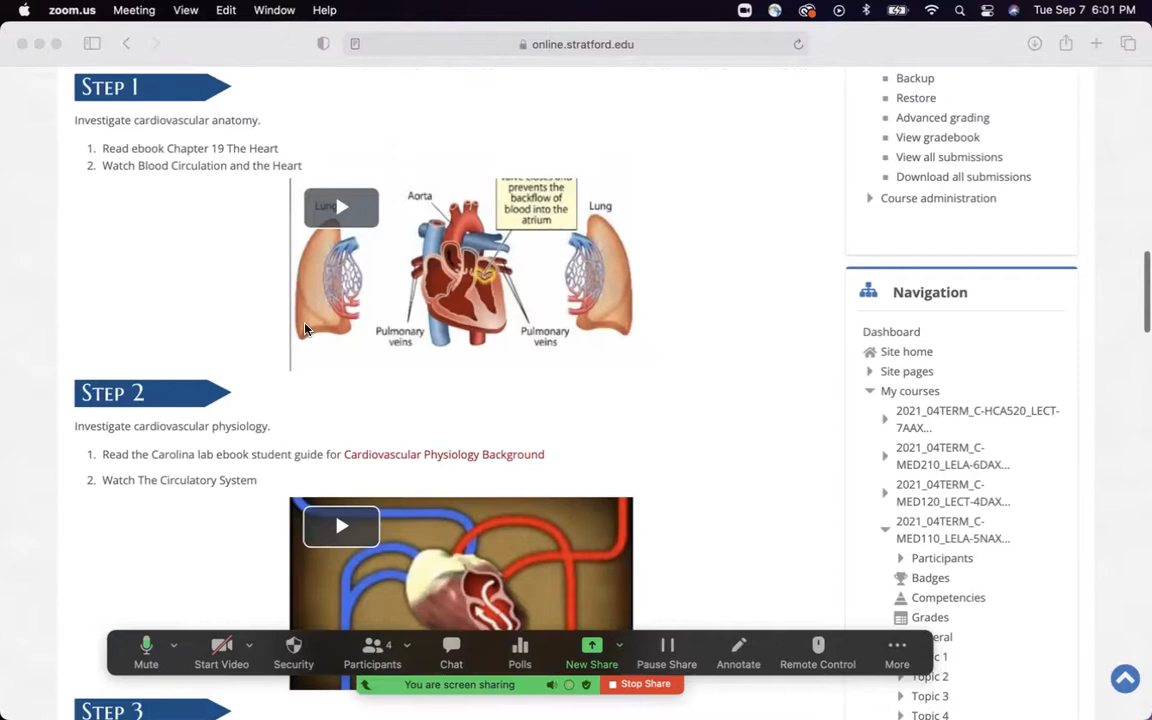 zoom.us Meeting View Edit Window Help Tue Sep 7 6:01 PM
online.stratford.edu
STEP 1
Investigate cardiovascular anatomy.
1. Read ebook Chapter 19 The Heart
2. Watch Blood Circulation and the Heart
Lung
Aorta
prevents the
backflow of
blood into the
atrium
Lung
Pulmonary
veins
Pulmonary
veins
STEP 2
Investigate cardiovascular physiology.
1. Read the Carolina lab ebook student guide for Cardiovascular Physiology Background
2. Watch The Circulatory System
STEP 3
Backup
Restore
Advanced grading
View gradebook
View all submissions
Download all submissions
Course administration
Navigation
Dashboard
Site home
Site pages
My courses
2021_04TERM_C-HCA520_LECT-
7AAX...
2021_04TERM_C-
MED210_LELA-6DAX...
2021_04TERM_C-
MED120_LECT-4DAX...
2021_04TERM_C-
MED110_LELA-5NAX...
Participants
Badges
Competencies
Grades
eral
c 1
Topic 2
Topic 3
Topic 4
Mute Start Video Security Participants 4 Chat Polls New Share Pause Share Annotate Remote Control More
You are screen sharing Stop Share